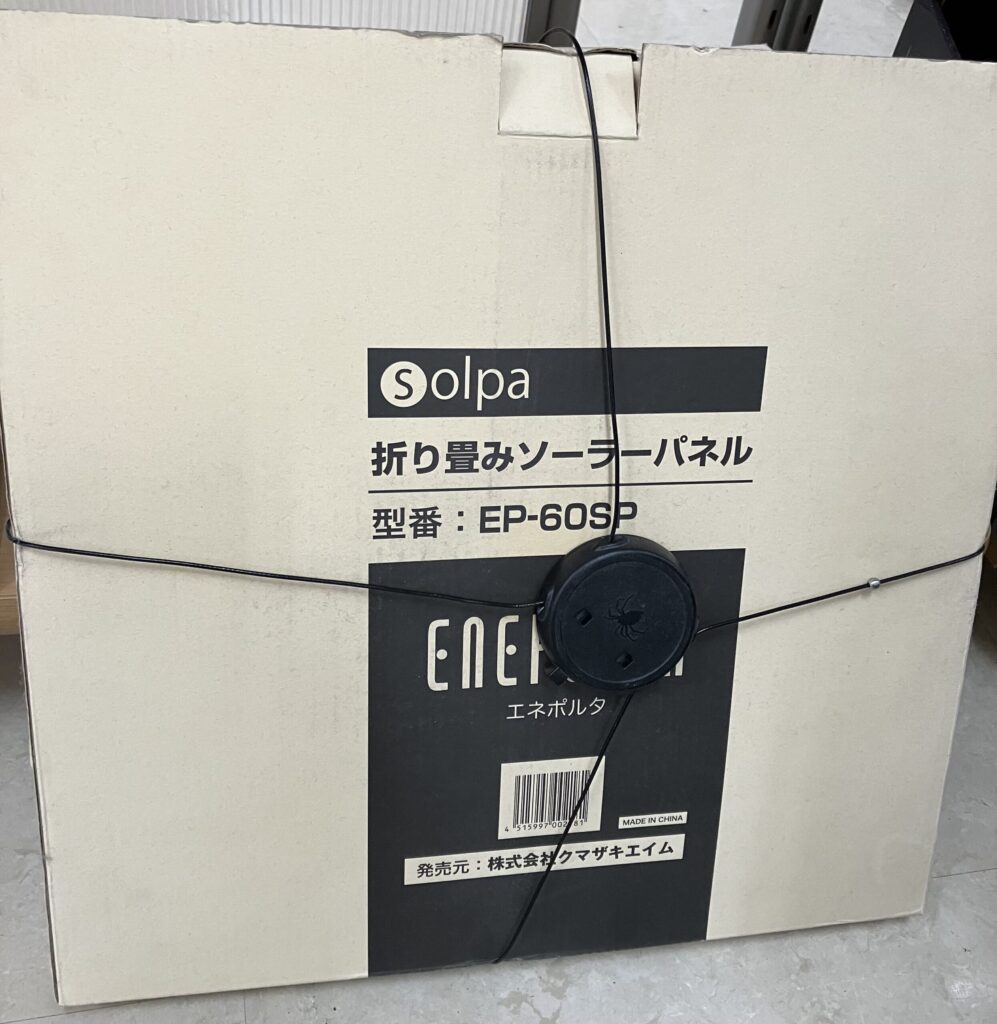 solpa
折り畳みソーラーパネル
型番：EP-60SP
エネポルタ
MADE IN CHINA
発売元：株式会社クマザキエイム